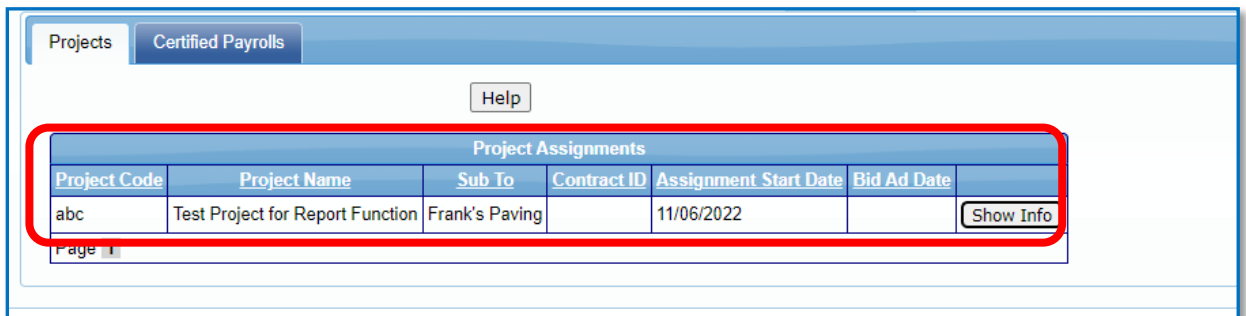 Projects Certified Payrolls
Help
Project Assignments
Project Code Project Name Sub To Contract ID Assignment Start Date Bid Ad Date
abc Test Project for Report Function Frank's Paving 11/06/2022 Show Info
Page 1